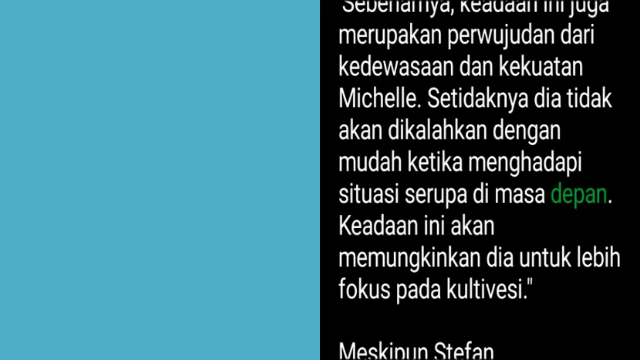 "Sebenarnya, keadaan ini juga
merupakan perwujudan dari
kedewasaan dan kekuatan
Michelle. Setidaknya dia tidak
akan dikalahkan dengan
mudah ketika menghadapi
situasi serupa di masa depan.
Keadaan ini akan
memungkinkan dia untuk lebih
fokus pada kultivesi."
Meskipun Stefan